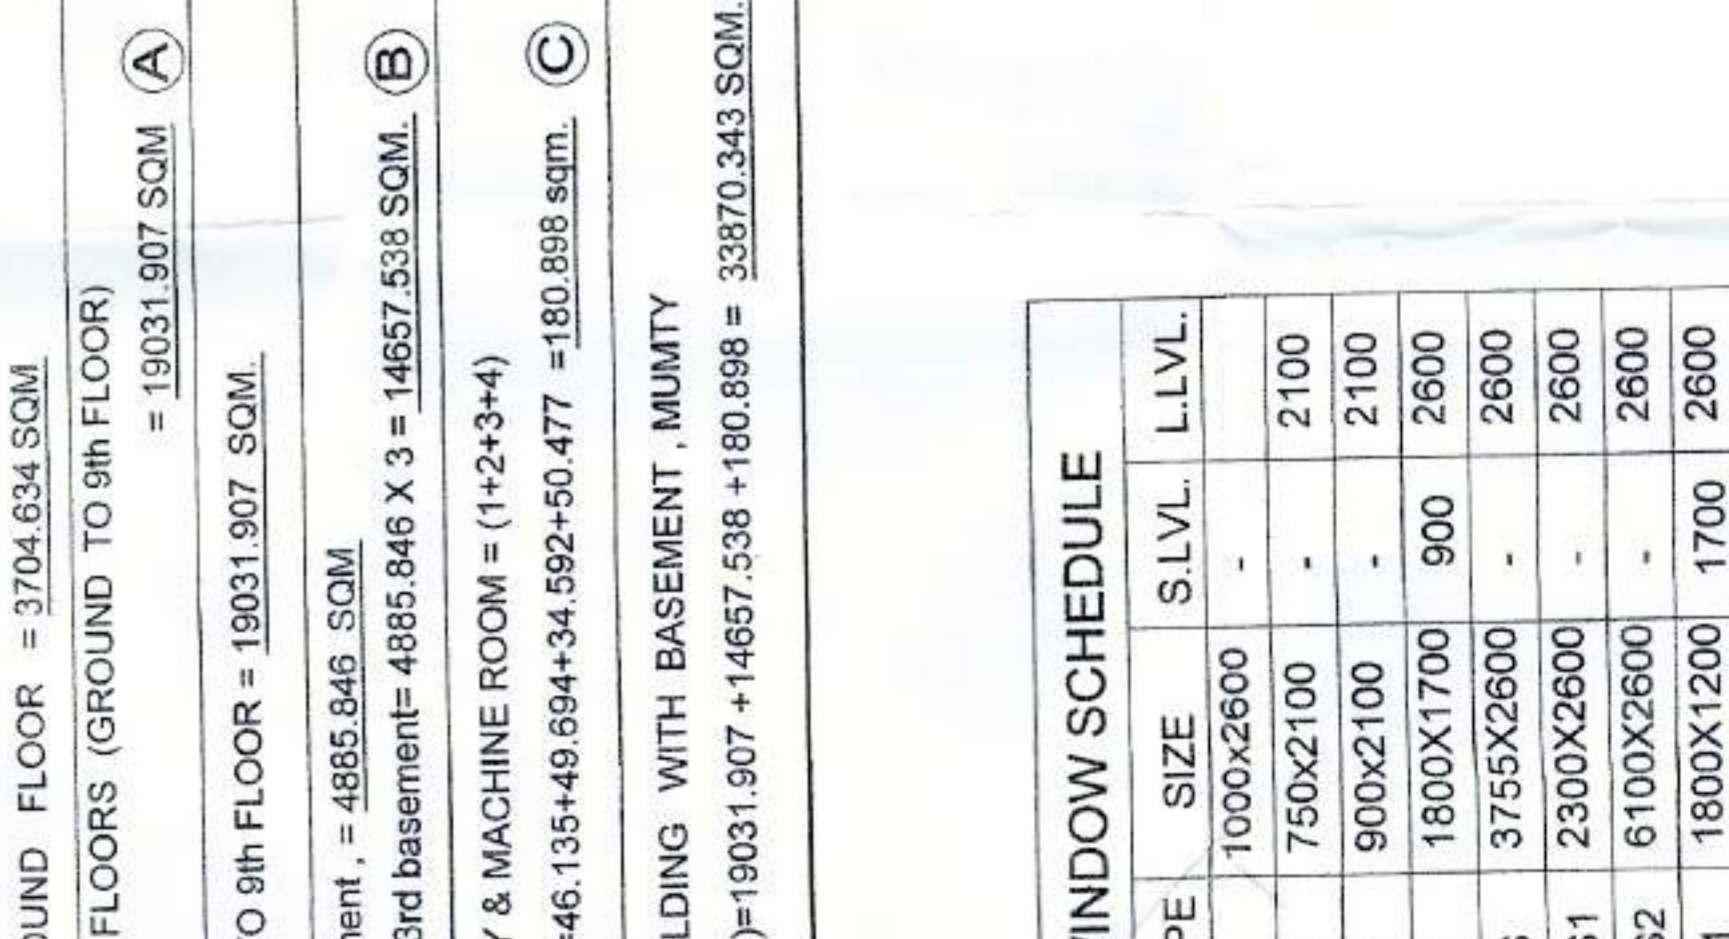 FLOOR = 3704.634 SQM
FLOORS (GROUND TO 9th FLOOR)
= 19031.907 SQM A
9th FLOOR = 19031.907 SQM.
= 4885.846 SQM
3rd basement= 4885.846 X 3 = 14657.538 SQM. B
& MACHINE ROOM = (1+2+3+4)
=46.135+49.694+34.592+50.477 =180.898 sqm. C
WITH BASEMENT , MUMTY
)=19031.907 +14657.538 +180.898 = 33870.343 SQM.
SCHEDULE
SIZE S.LVL. L.LVL.
1000x2600 -
750x2100 - 2100
900x2100 - 2100
1800X1700 900 2600
3755X2600 - 2600
2300X2600 - 2600
6100X2600 - 2600
1800X1200 1700 2600